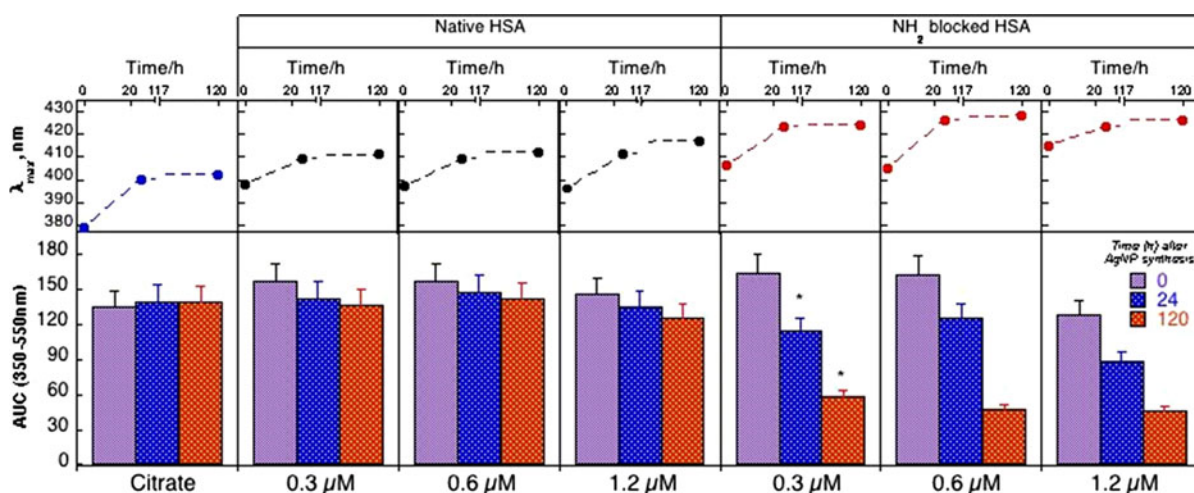 Native HSA NH2 blocked HSA
Time/h Time/h Time/h Time/h Time/h Time/h Time/h
0 20 117 120 0 20 117 120 0 20 117 120 0 20 117 120 0 20 117 120 0 20 117 120 0 20 117 120
λmax, nm
430
420
410
400
390
380
AUC (350-550nm)
180
150
120
90
60
30
0
* *
Time (h) after
AgNP synthesis
0
24
120
Citrate 0.3 µM 0.6 µM 1.2 µM 0.3 µM 0.6 µM 1.2 µM